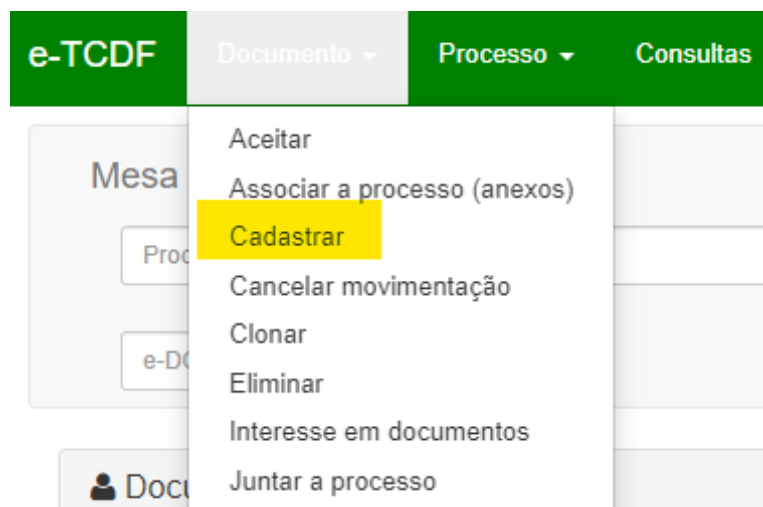 e-TCDF Documento Processo Consultas
Aceitar
Mesa
Associar a processo (anexos)
Cadastrar
Cancelar movimentação
Clonar
Eliminar
Interesse em documentos
Juntar a processo